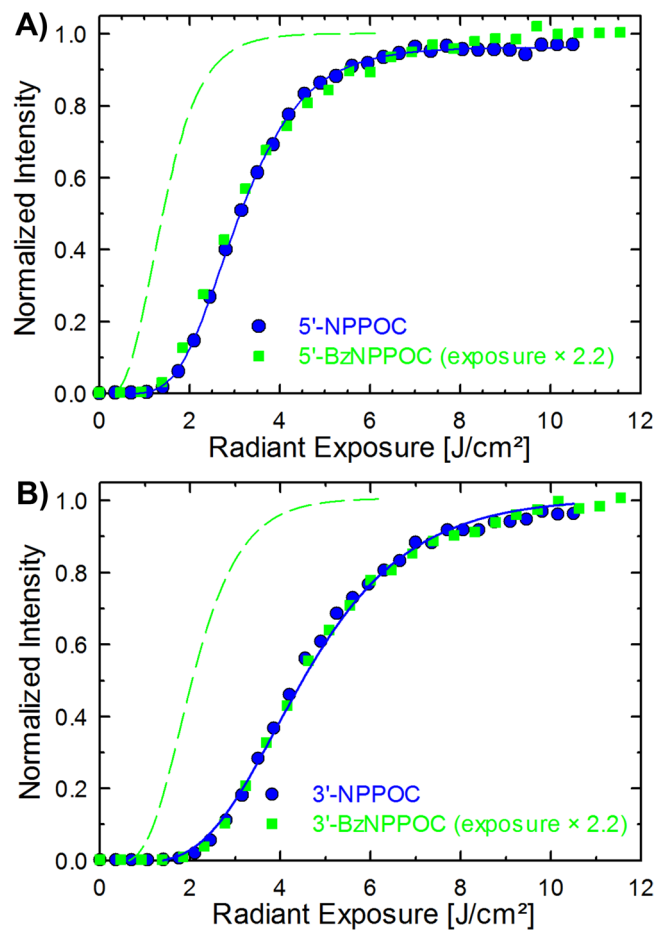 A)
1.0
0.8
0.6
0.4
0.2
0.0
Normalized Intensity
5'-NPPOC
5'-BzNPPOC (exposure × 2.2)
0 2 4 6 8 10 12
Radiant Exposure [J/cm²]
B)
1.0
0.8
0.6
0.4
0.2
0.0
Normalized Intensity
3'-NPPOC
3'-BzNPPOC (exposure × 2.2)
0 2 4 6 8 10 12
Radiant Exposure [J/cm²]